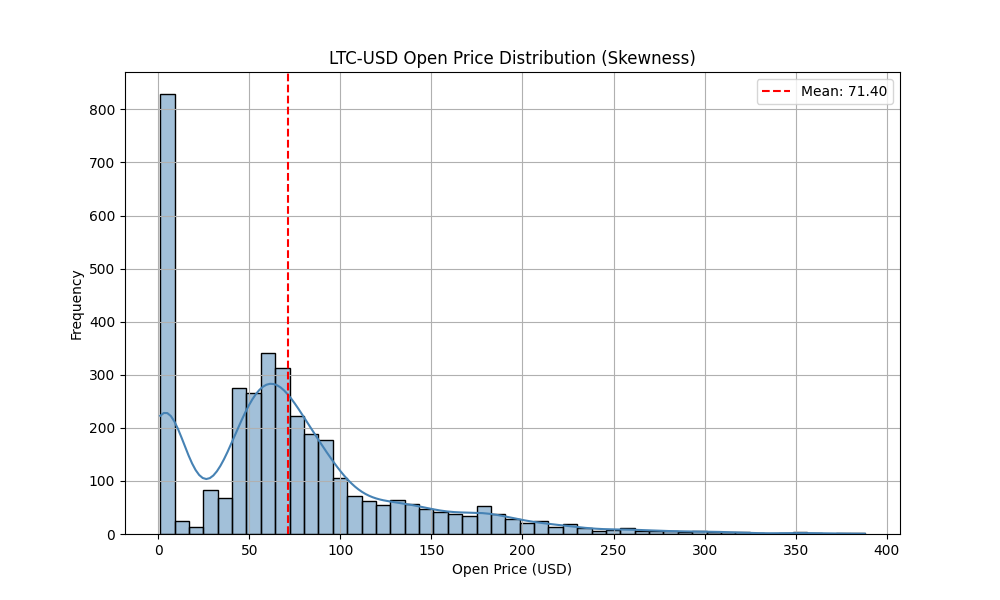 LTC-USD Open Price Distribution (Skewness)
Mean: 71.40
Frequency
800
700
600
500
400
300
200
100
0
0 50 100 150 200 250 300 350 400
Open Price (USD)